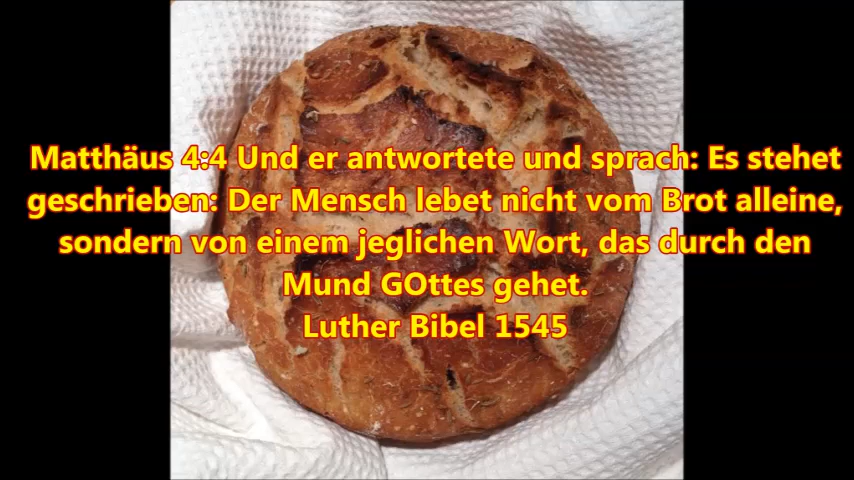 Matthäus 4:4 Und er antwortete und sprach: Es stehet
geschrieben: Der Mensch lebet nicht vom Brot alleine,
sondern von einem jeglichen Wort, das durch den
Mund GOttes gehet.
Luther Bibel 1545